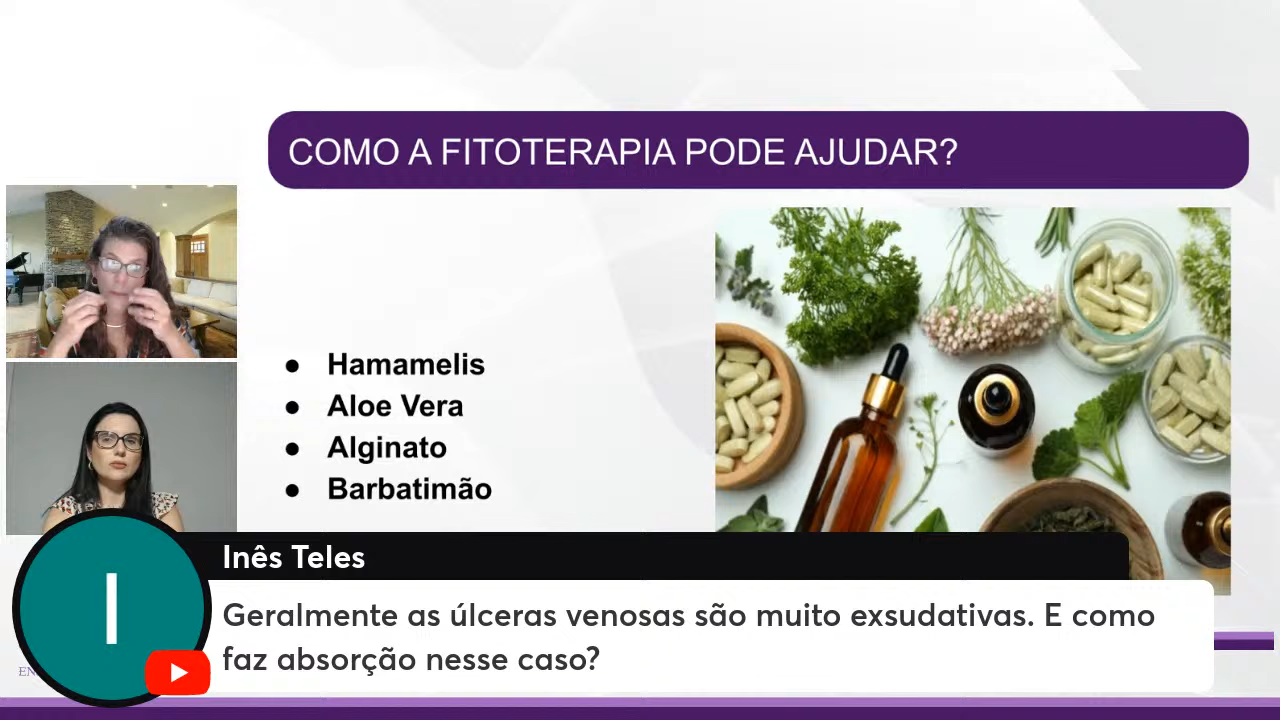 COMO A FITOTERAPIA PODE AJUDAR?
● Hamamelis
● Aloe Vera
● Alginato
● Barbatimão
I
Inês Teles
Geralmente as úlceras venosas são muito exsudativas. E como
faz absorção nesse caso?